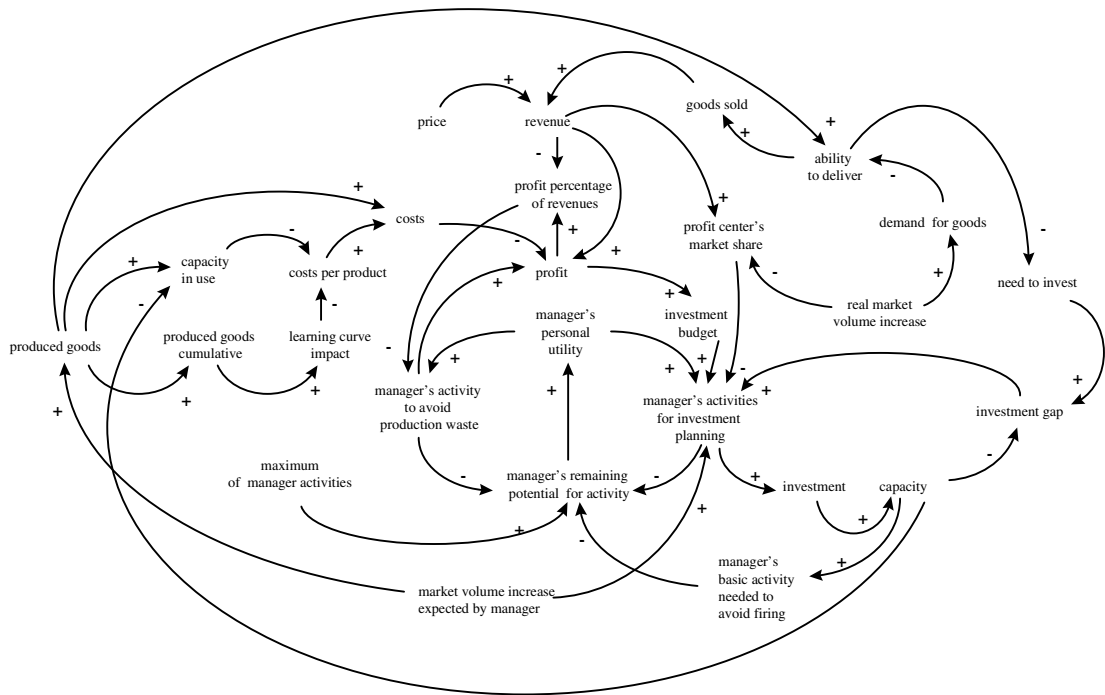 goods sold
price
revenue
ability
to deliver
profit percentage
of revenues
costs
profit center's
market share
demand for goods
capacity
in use
costs per product
profit
need to invest
real market
volume increase
investment
budget
manager's
personal
utility
produced goods
produced goods
cumulative
learning curve
impact
manager's activity
to avoid
production waste
manager's activities
for investment
planning
investment gap
maximum
of manager activities
manager's remaining
potential for activity
investment
capacity
manager's
basic activity
needed to
avoid firing
market volume increase
expected by manager
+
+
+
+
-
+
-
+
-
-
+
+
+
-
+
+
-
+
-
+
-
+
+
-
-
+
+
+
-
+
+
+
+
+
-
-
+
-
+
+
+
-
+